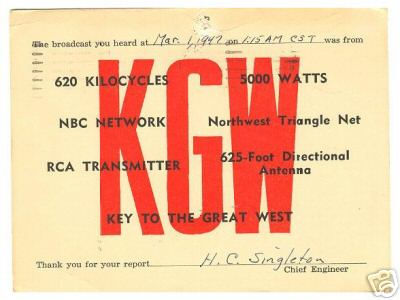 The broadcast you heard at Mar. 1, 1947 on 1:15 AM CST was from
620 KILOCYCLES 5000 WATTS
KGW
NBC NETWORK Northwest Triangle Net
RCA TRANSMITTER 625-Foot Directional
Antenna
KEY TO THE GREAT WEST
Thank you for your report H. C. Singleton
Chief Engineer